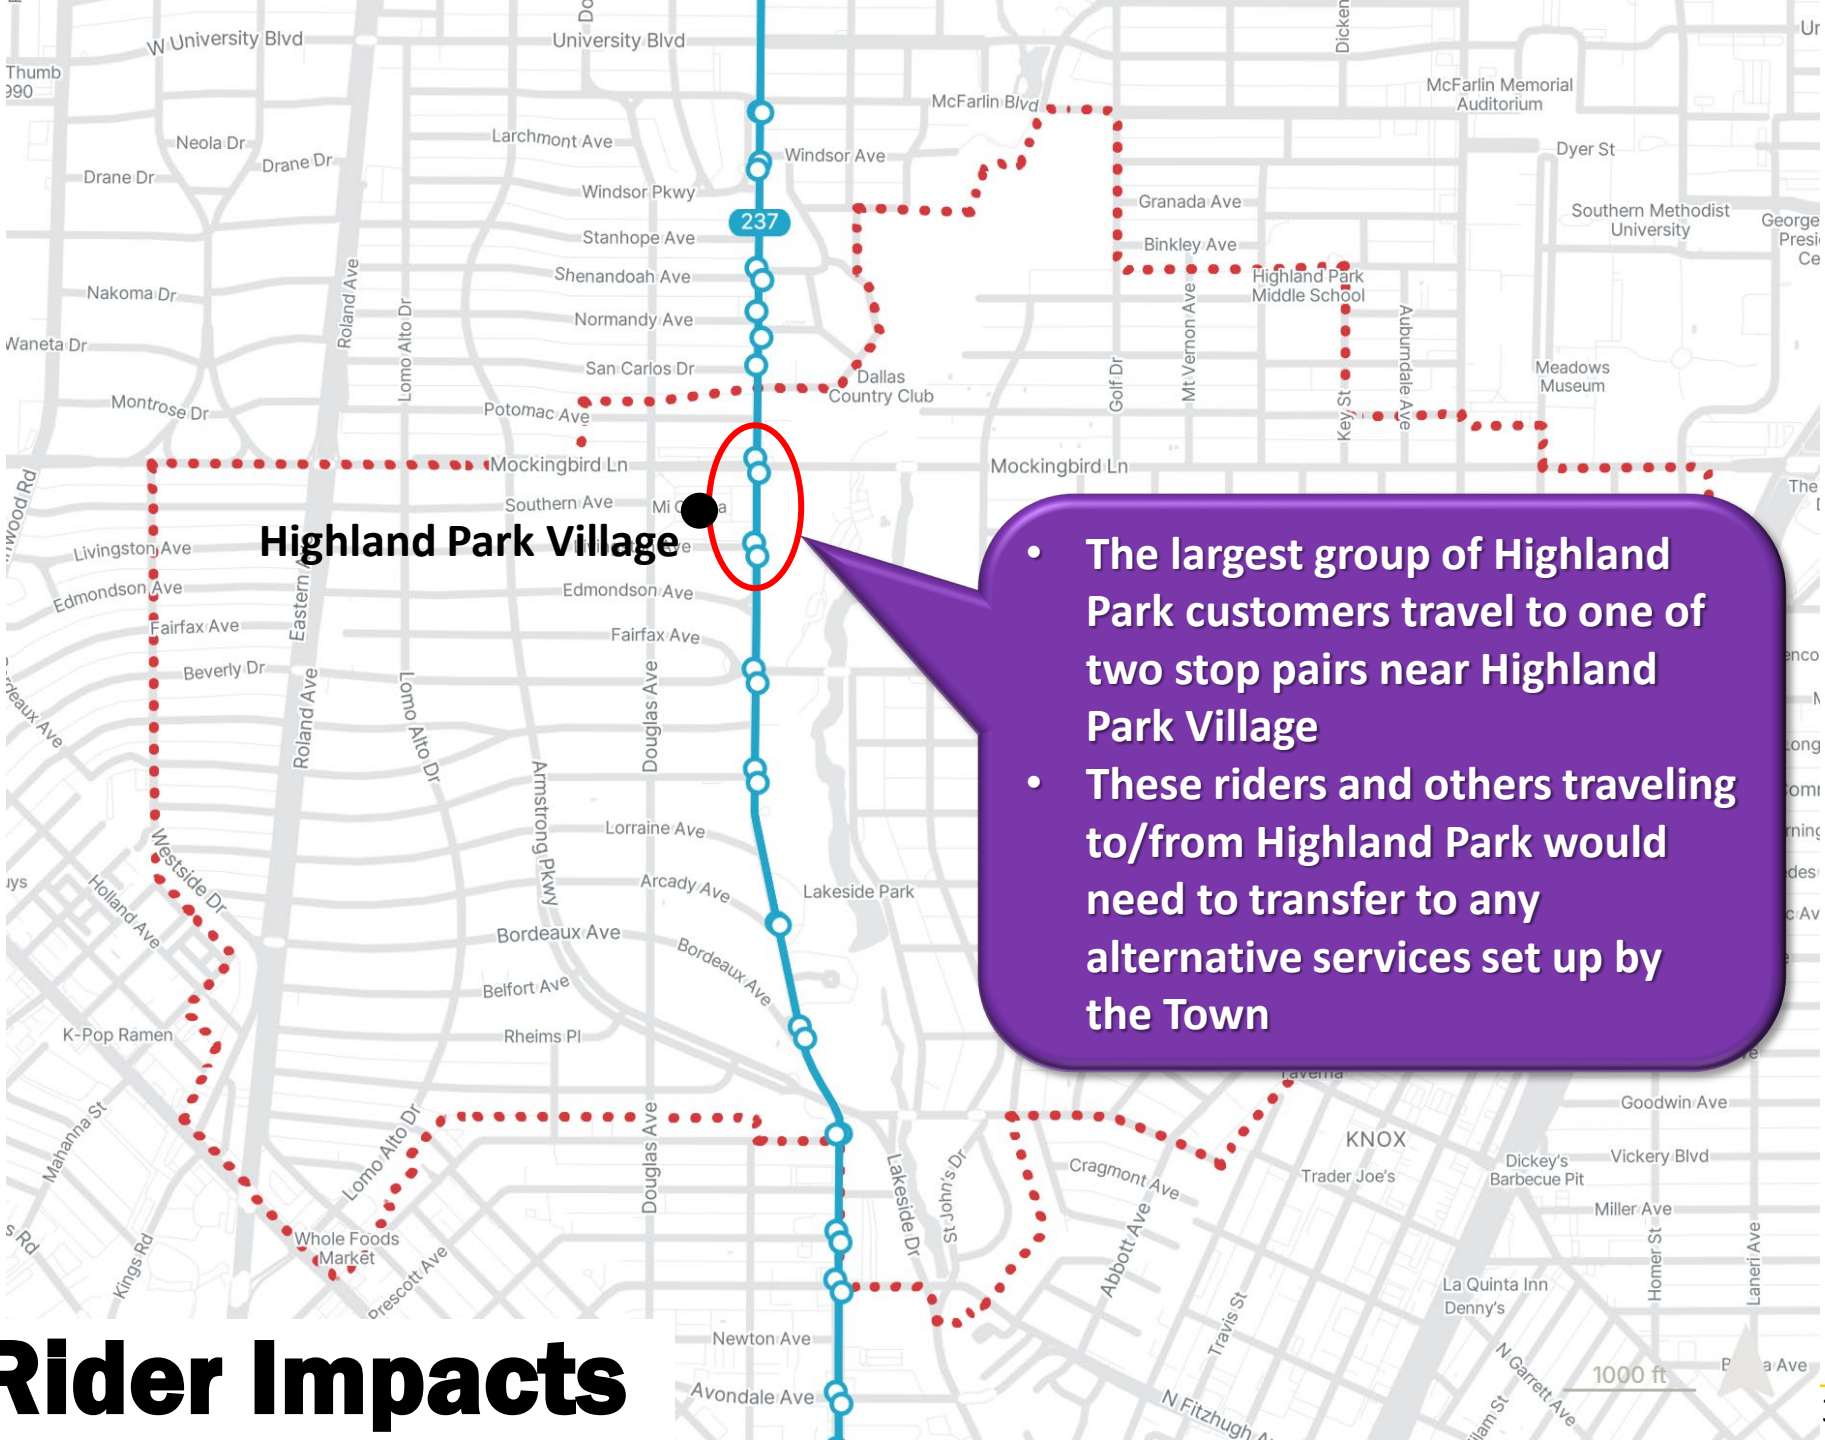 W University Blvd
University Blvd
Dicken
Thumb
McFarlin Blvd
McFarlin Memorial
Auditorium
Neola Dr
Drane Dr
Larchmont Ave
Windsor Ave
Dyer St
Drane Dr
Windsor Pkwy
Granada Ave
Southern Methodist
University
George
Presi
Ce
237
Stanhope Ave
Binkley Ave
Shenandoah Ave
Highland Park
Middle School
Nakoma Dr
Roland Ave
Lomo Alto Dr
Normandy Ave
Mt Vernon Ave
Auburndale Ave
Waneta Dr
San Carlos Dr
Dallas
Country Club
Golf Dr
Key St
Meadows
Museum
Montrose Dr
Potomac Ave
Mockingbird Ln
Mockingbird Ln
Southern Ave
The
Highland Park Village
Livingston Ave
Edmondson Ave
Edmondson Ave
Fairfax Ave
Fairfax Ave
Beverly Dr
Roland Ave
Lomo Alto Dr
Douglas Ave
• The largest group of Highland
Park customers travel to one of
two stop pairs near Highland
Park Village
• These riders and others traveling
to/from Highland Park would
need to transfer to any
alternative services set up by
the Town
Armstrong Pkwy
Lorraine Ave
Westside Dr
Holland Ave
Arcady Ave
Lakeside Park
Bordeaux Ave
Bordeaux Ave
Belfort Ave
K-Pop Ramen
Rheims Pl
Taverna
Goodwin Ave
Mahanna St
Lomo Alto Dr
Douglas Ave
Lakeside Dr
St John's Dr
Cragmont Ave
KNOX
Trader Joe's
Dickey's
Barbecue Pit
Vickery Blvd
Miller Ave
Abbott Ave
Homer St
Laneri Ave
Whole Foods
Market
Kings Rd
Prescott Ave
La Quinta Inn
Denny's
Travis St
Newton Ave
N Garrett Ave
1000 ft
Avondale Ave
N Fitzhugh A
Rider Impacts